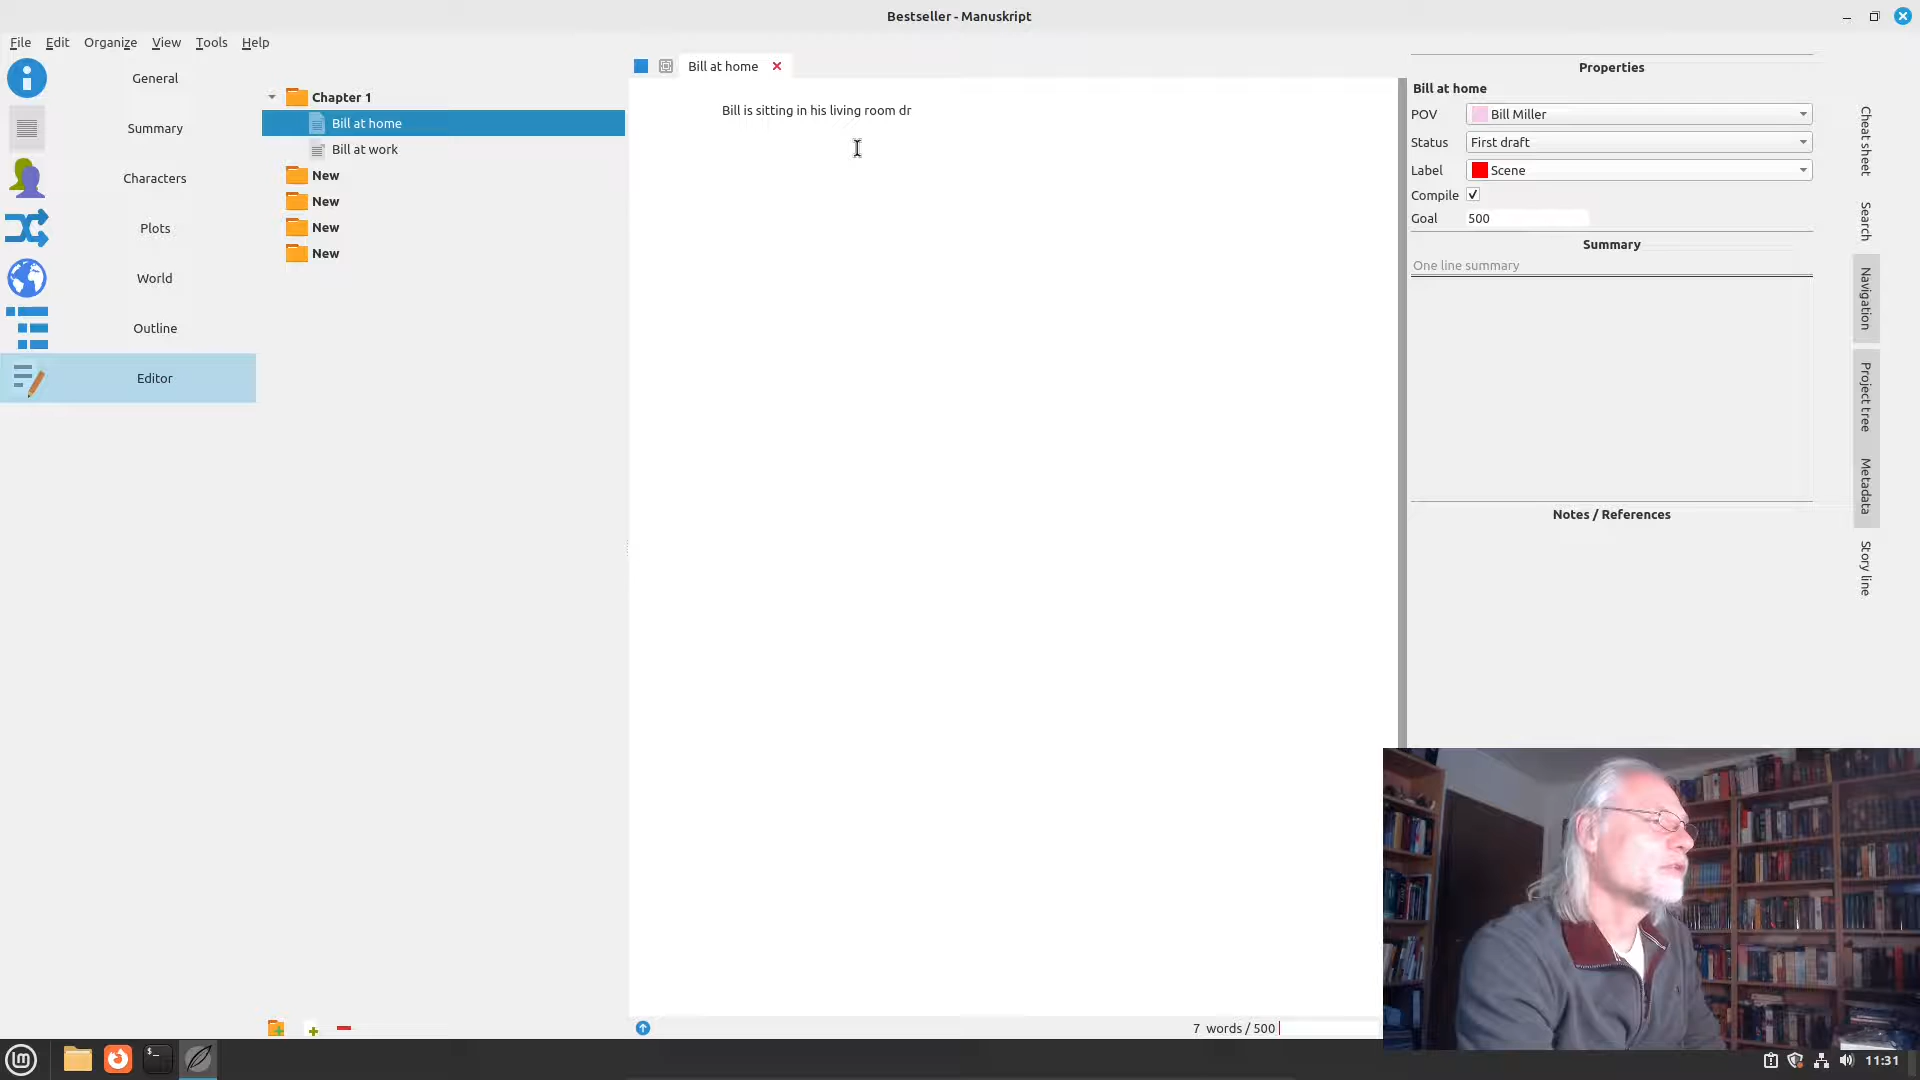 Bestseller - Manuskript
File Edit Organize View Tools Help
General
Summary
Characters
Plots
World
Outline
Editor
Chapter 1
Bill at home
Bill at work
New
New
New
New
Bill at home
Bill is sitting in his living room dr
7 words / 500
Properties
Bill at home
POV Bill Miller
Status First draft
Label Scene
Compile
Goal 500
Summary
One line summary
Notes / References
Cheat sheet
Search
Navigation
Project tree
Metadata
Story line
11:31